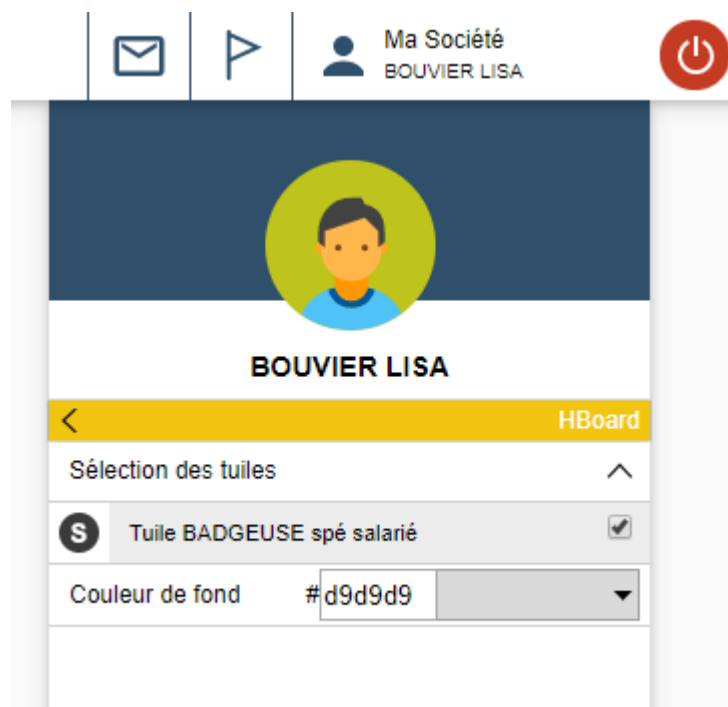 Ma Société
BOUVIER LISA
BOUVIER LISA
HBoard
Sélection des tuiles
S Tuile BADGEUSE spé salarié
Couleur de fond #d9d9d9